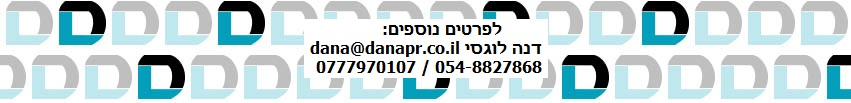 לפרטים נוספים:
דנה לוגסי dana@danapr.co.il
0777970107 / 054-8827868